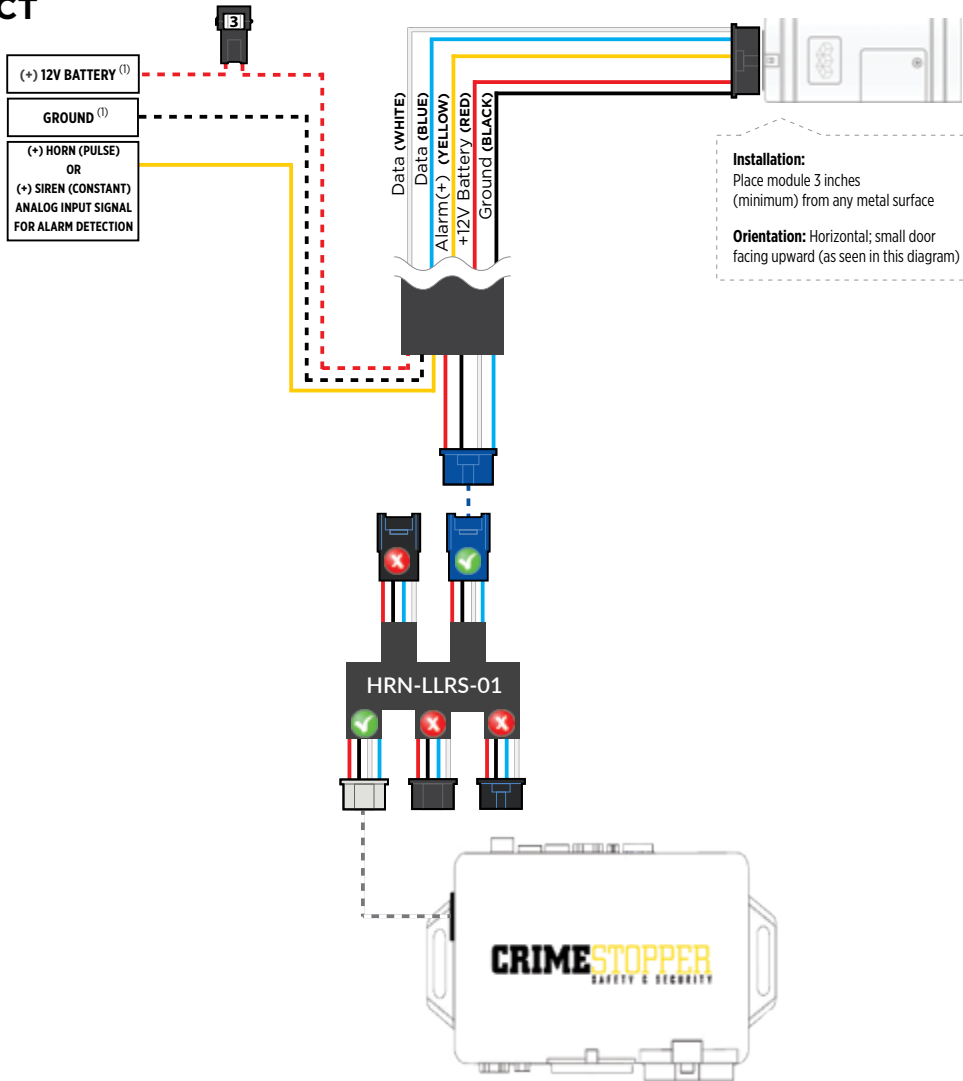 CT
3
(+) 12V BATTERY (1)
GROUND (1)
(+) HORN (PULSE)
OR
(+) SIREN (CONSTANT)
ANALOG INPUT SIGNAL
FOR ALARM DETECTION
Data (WHITE)
Data (BLUE)
Alarm(+) (YELLOW)
+12V Battery (RED)
Ground (BLACK)
Installation:
Place module 3 inches
(minimum) from any metal surface
Orientation: Horizontal; small door
facing upward (as seen in this diagram)
HRN-LLRS-01
CRIMESTOPPER
SAFETY & SECURITY